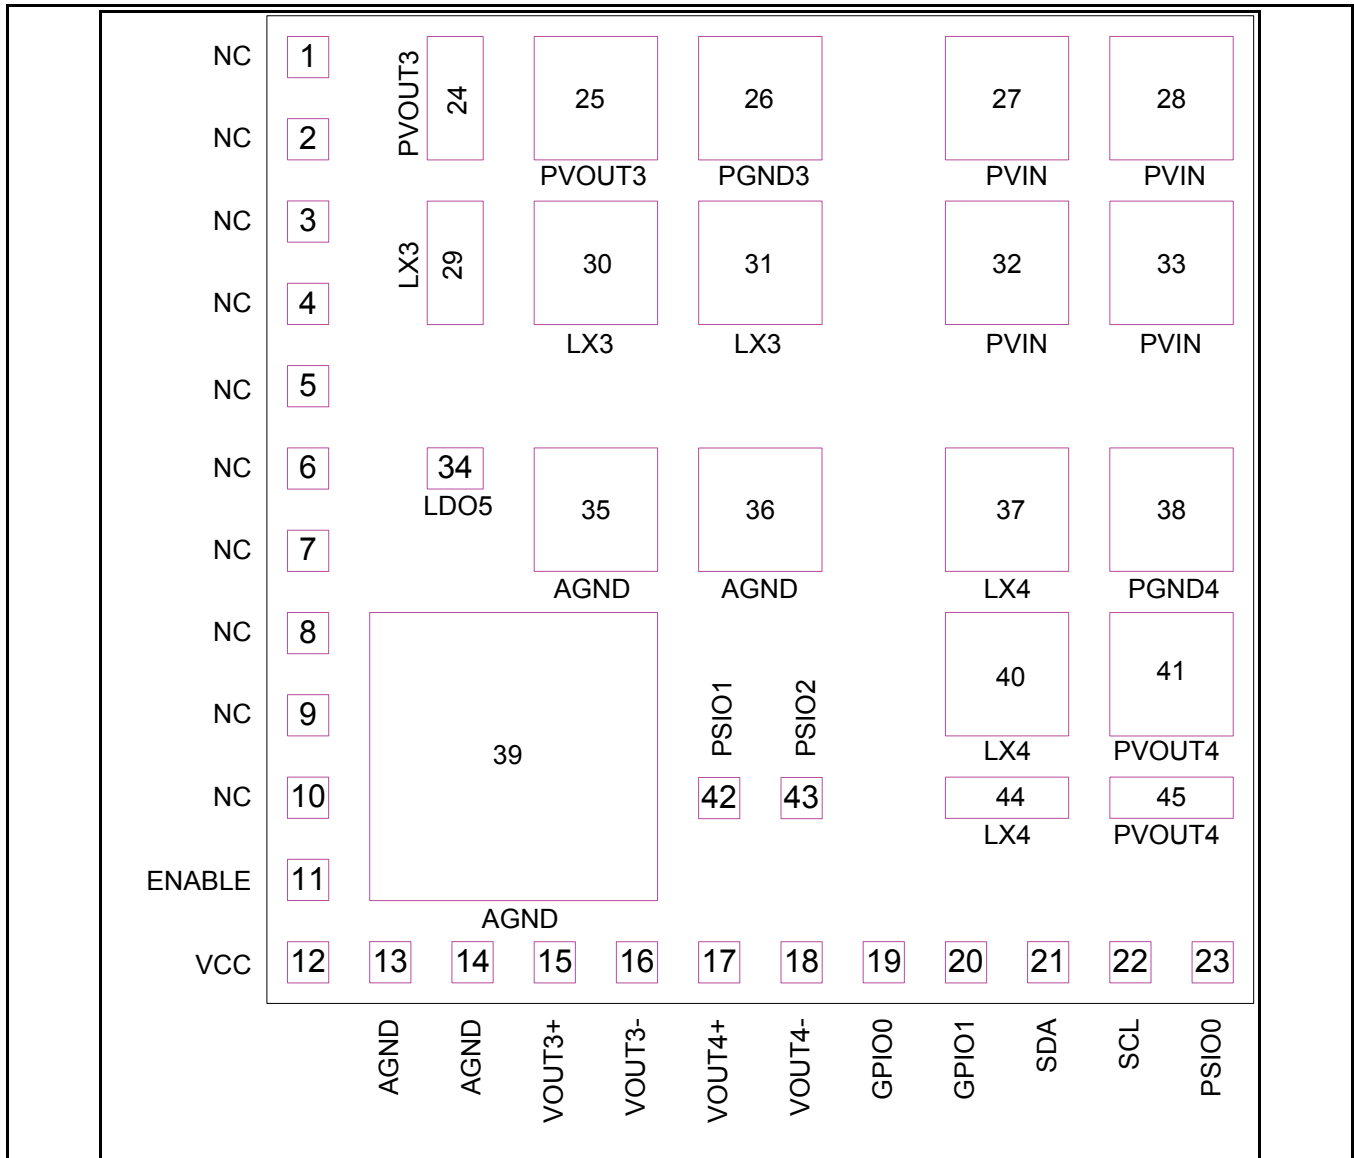 NC 1
PVOUT3
24
25
26
27
28
NC 2
PVOUT3
PGND3
PVIN
PVIN
NC 3
LX3
29
30
31
32
33
NC 4
LX3
LX3
PVIN
PVIN
NC 5
NC 6
34
LDO5
35
36
37
38
NC 7
AGND
AGND
LX4
PGND4
NC 8
40
41
PSIO1
PSIO2
NC 9
39
LX4
PVOUT4
NC 10
42
43
44
45
LX4
PVOUT4
ENABLE 11
AGND
VCC 12 13 14 15 16 17 18 19 20 21 22 23
AGND
AGND
VOUT3+
VOUT3-
VOUT4+
VOUT4-
GPIO0
GPIO1
SDA
SCL
PSIO0